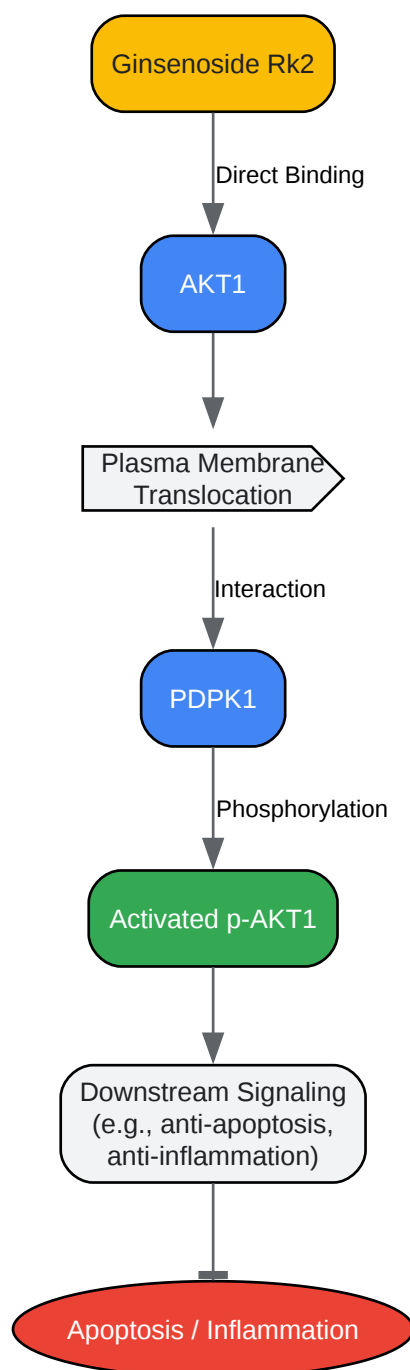 Ginsenoside Rk2
Direct Binding
AKT1
Plasma Membrane
Translocation
Interaction
PDPK1
Phosphorylation
Activated p-AKT1
Downstream Signaling
(e.g., anti-apoptosis,
anti-inflammation)
Apoptosis / Inflammation